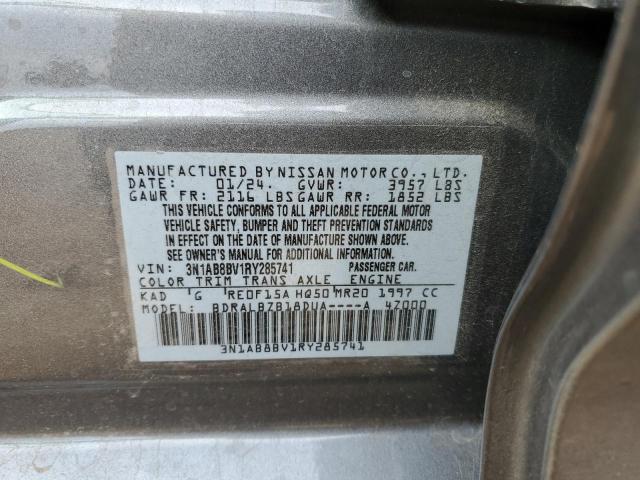 MANUFACTURED BY NISSAN MOTOR CO., LTD.
DATE: 01/24. GVWR: 3957 LBS
GAWR FR: 2116 LBS GAWR RR: 1852 LBS
THIS VEHICLE CONFORMS TO ALL APPLICABLE FEDERAL MOTOR
VEHICLE SAFETY, BUMPER AND THEFT PREVENTION STANDARDS
IN EFFECT ON THE DATE OF MANUFACTURE SHOWN ABOVE.
SEE OWNER'S MANUAL FOR ADDITIONAL INFORMATION.
VIN: 3N1AB8BV1RY285741 PASSENGER CAR.
COLOR TRIM TRANS AXLE ENGINE
KAD 'G RE0F15A HQ50 MR20 1997 CC
BDRALBZB18DUA----A 47000
3N1AB8BV1RY285741